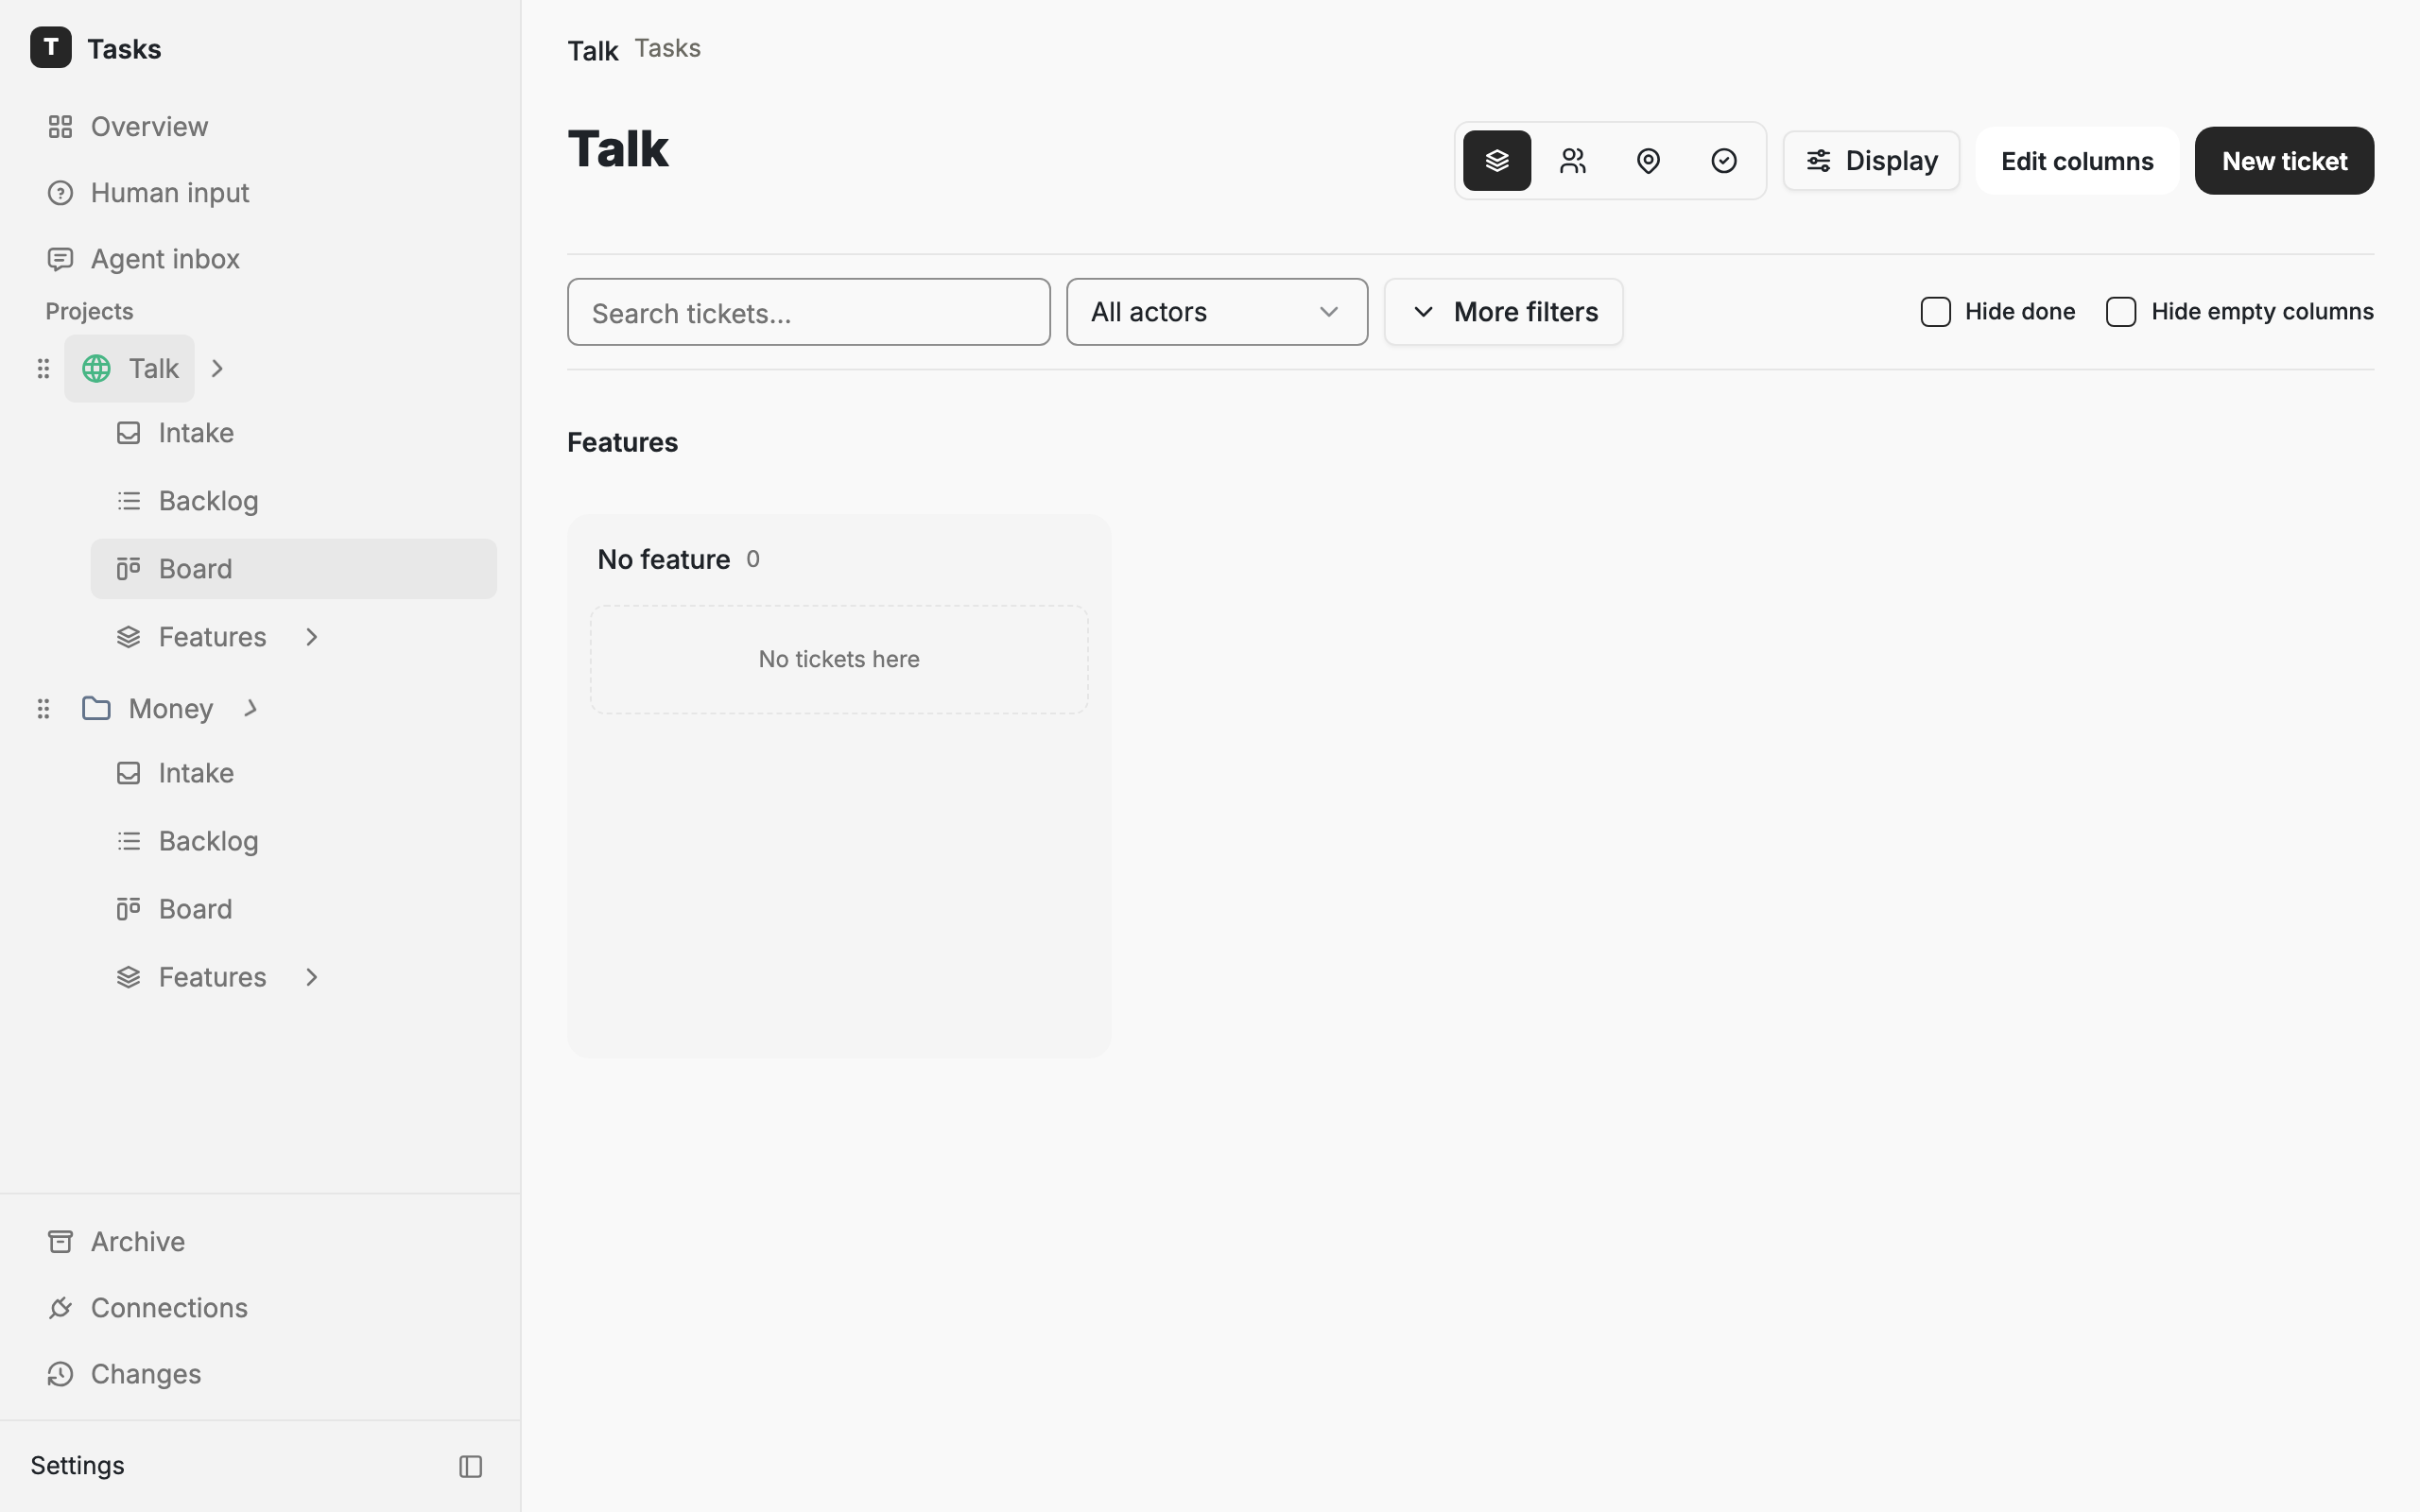 T Tasks
Overview
Human input
Agent inbox
Projects
Talk
Intake
Backlog
Board
Features
Money
Intake
Backlog
Board
Features
Archive
Connections
Changes
Settings
Talk Tasks
Talk
Display
Edit columns
New ticket
Search tickets...
All actors
More filters
Hide done
Hide empty columns
Features
No feature 0
No tickets here